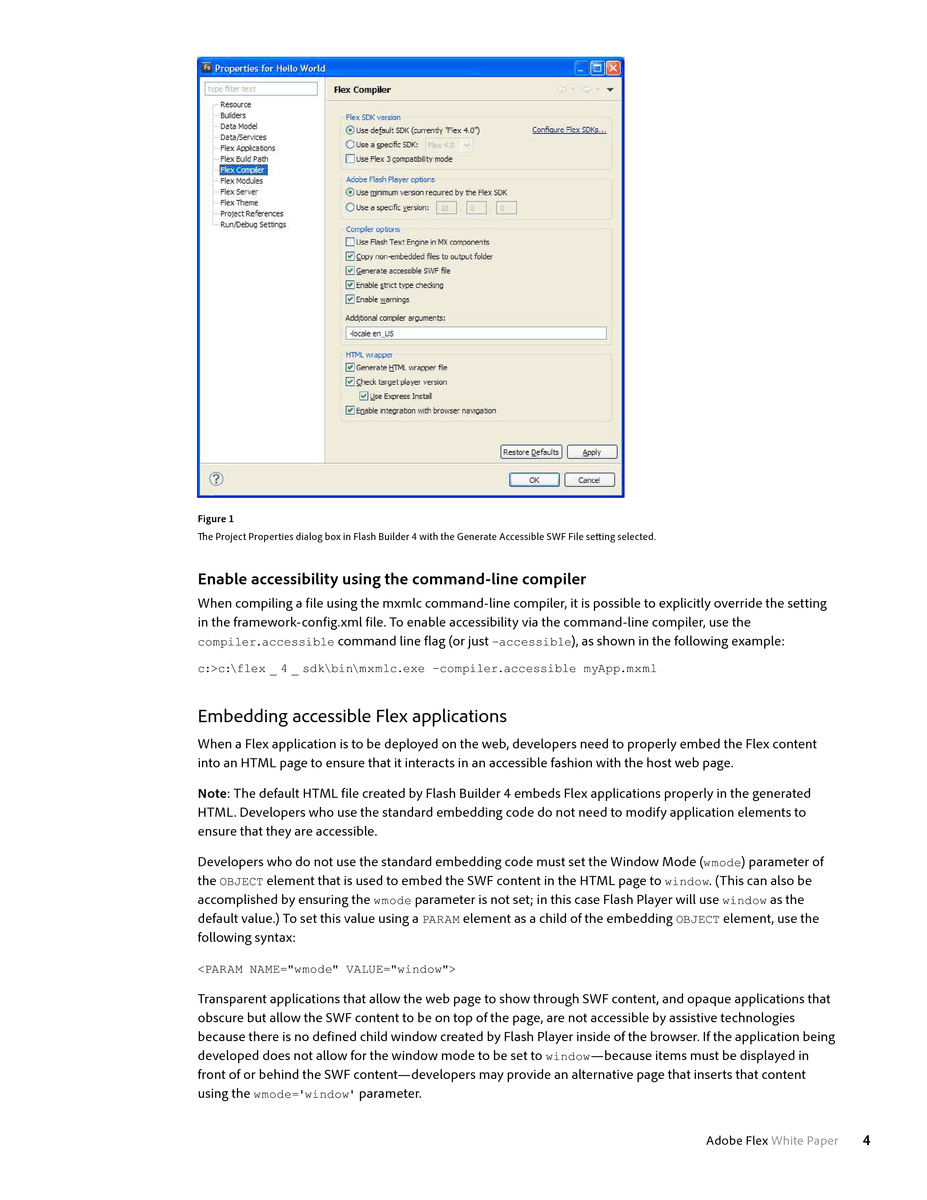 Properties for Hello World
type filter text
Flex Compiler
Resource
Builders
Data Model
Data/Services
Flex Applications
Flex Build Path
Flex Compiler
Flex Modules
Flex Server
Flex Theme
Project References
Run/Debug Settings
Flex SDK version
Use default SDK (currently "Flex 4.0") Configure Flex SDKs...
Use a specific SDK: Flex 4.0
Use Flex 3 compatibility mode
Adobe Flash Player options
Use minimum version required by the Flex SDK
Use a specific version: 10 . 0 . 0
Compiler options
Use Flash Text Engine in MX components
Copy non-embedded files to output folder
Generate accessible SWF file
Enable strict type checking
Enable warnings
Additional compiler arguments:
-locale en_US
HTML wrapper
Generate HTML wrapper file
Check target player version
Use Express Install
Enable integration with browser navigation
Restore Defaults Apply
? OK Cancel
Figure 1
The Project Properties dialog box in Flash Builder 4 with the Generate Accessible SWF File setting selected.
Enable accessibility using the command-line compiler
When compiling a file using the mxmlc command-line compiler, it is possible to explicitly override the setting
in the framework-config.xml file. To enable accessibility via the command-line compiler, use the
compiler.accessible command line flag (or just –accessible), as shown in the following example:
c:>c:\flex _ 4 _ sdk\bin\mxmlc.exe –compiler.accessible myApp.mxml
Embedding accessible Flex applications
When a Flex application is to be deployed on the web, developers need to properly embed the Flex content
into an HTML page to ensure that it interacts in an accessible fashion with the host web page.
Note: The default HTML file created by Flash Builder 4 embeds Flex applications properly in the generated
HTML. Developers who use the standard embedding code do not need to modify application elements to
ensure that they are accessible.
Developers who do not use the standard embedding code must set the Window Mode (wmode) parameter of
the OBJECT element that is used to embed the SWF content in the HTML page to window. (This can also be
accomplished by ensuring the wmode parameter is not set; in this case Flash Player will use window as the
default value.) To set this value using a PARAM element as a child of the embedding OBJECT element, use the
following syntax:
<PARAM NAME="wmode" VALUE="window">
Transparent applications that allow the web page to show through SWF content, and opaque applications that
obscure but allow the SWF content to be on top of the page, are not accessible by assistive technologies
because there is no defined child window created by Flash Player inside of the browser. If the application being
developed does not allow for the window mode to be set to window—because items must be displayed in
front of or behind the SWF content—developers may provide an alternative page that inserts that content
using the wmode='window' parameter.
Adobe Flex White Paper 4